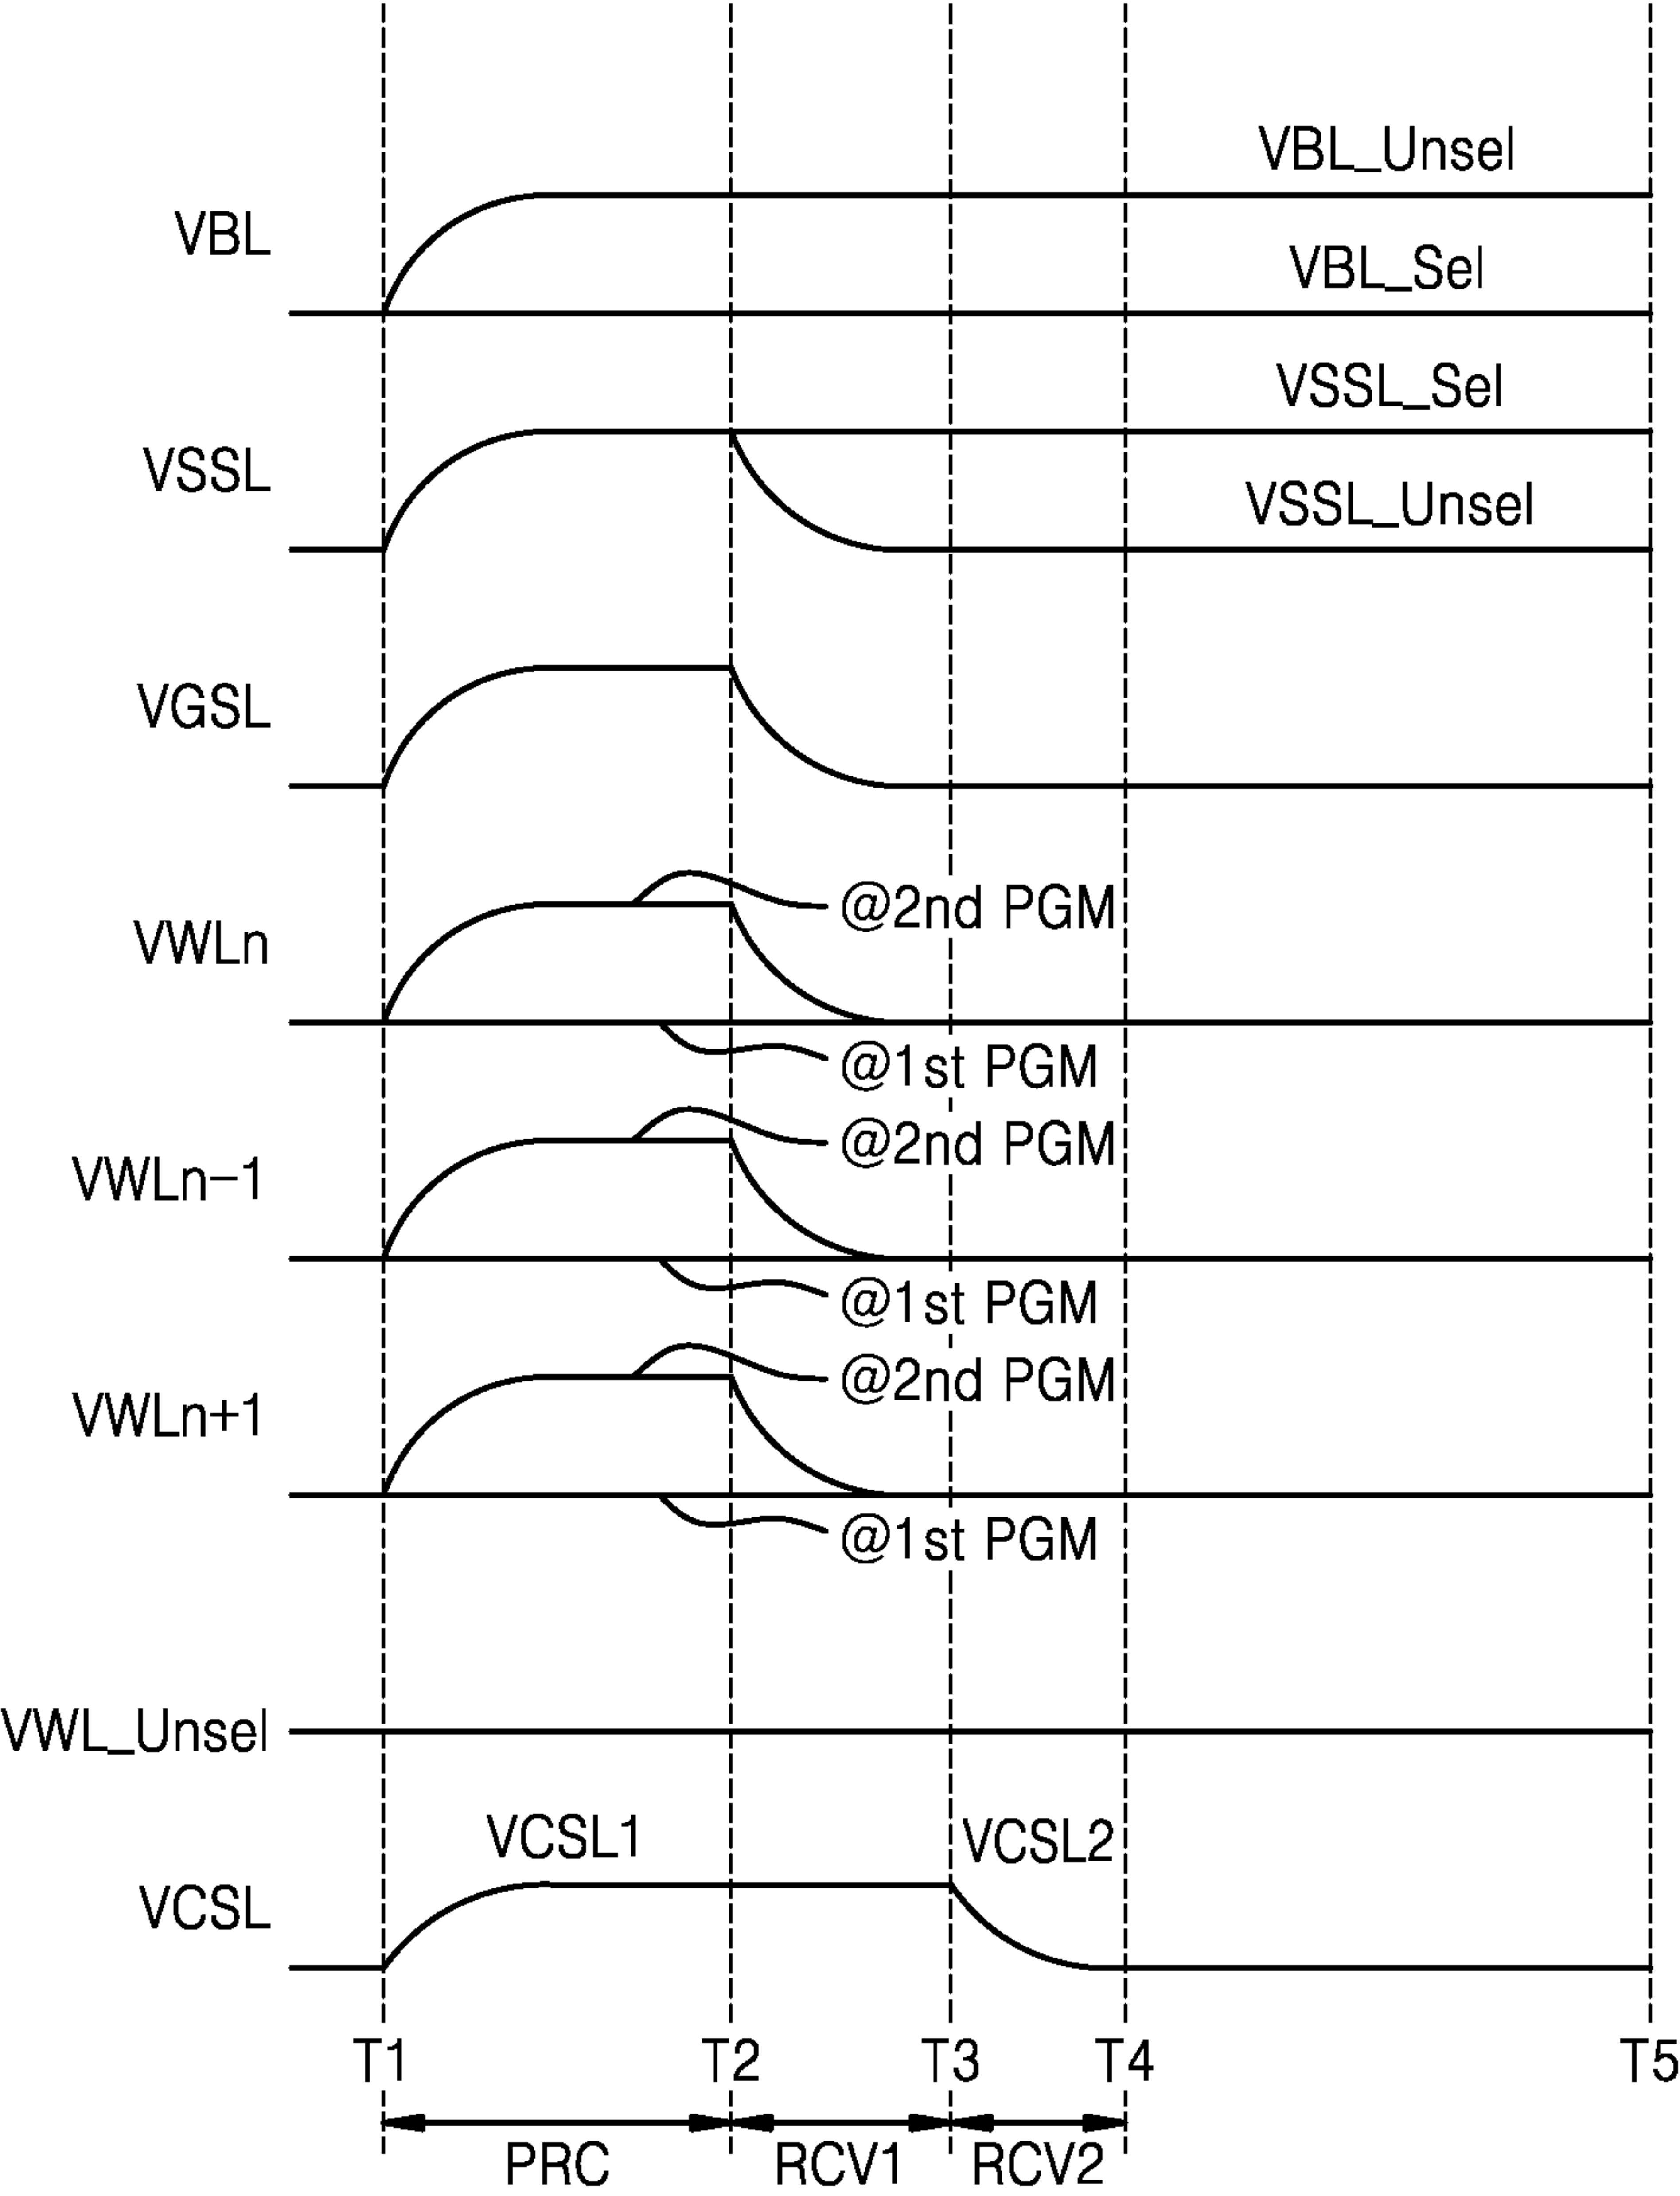 VBL_Unsel
VBL
VBL_Sel
VSSL_Sel
VSSL
VSSL_Unsel
VGSL
@2nd PGM
VWLn
@1st PGM
@2nd PGM
VWLn−1
@1st PGM
@2nd PGM
VWLn+1
@1st PGM
VWL_Unsel
VCSL1 VCSL2
VCSL
T1 T2 T3 T4 T5
PRC RCV1 RCV2